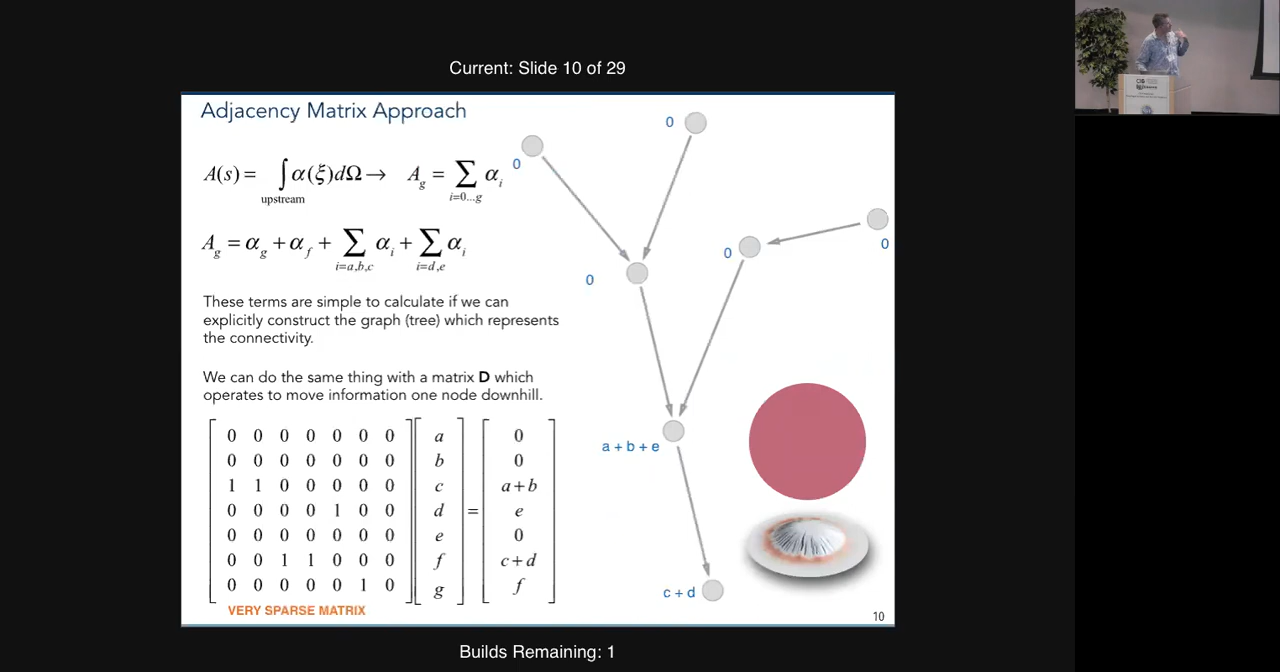 Current: Slide 10 of 29
Adjacency Matrix Approach
A(s) = ∫ α(ξ)dΩ → A_g = ∑ α_i
upstream i=0...g
A_g = α_g + α_f + ∑ α_i + ∑ α_i
i=a,b,c i=d,e
These terms are simple to calculate if we can
explicitly construct the graph (tree) which represents
the connectivity.
We can do the same thing with a matrix D which
operates to move information one node downhill.
0 0 0 0 0 0 0 a 0
0 0 0 0 0 0 0 b 0
1 1 0 0 0 0 0 c a+b
0 0 0 0 1 0 0 d = e
0 0 0 0 0 0 0 e 0
0 0 1 1 0 0 0 f c+d
0 0 0 0 0 1 0 g f
VERY SPARSE MATRIX
0
0
0
0
0
a + b + e
c + d
10
Builds Remaining: 1